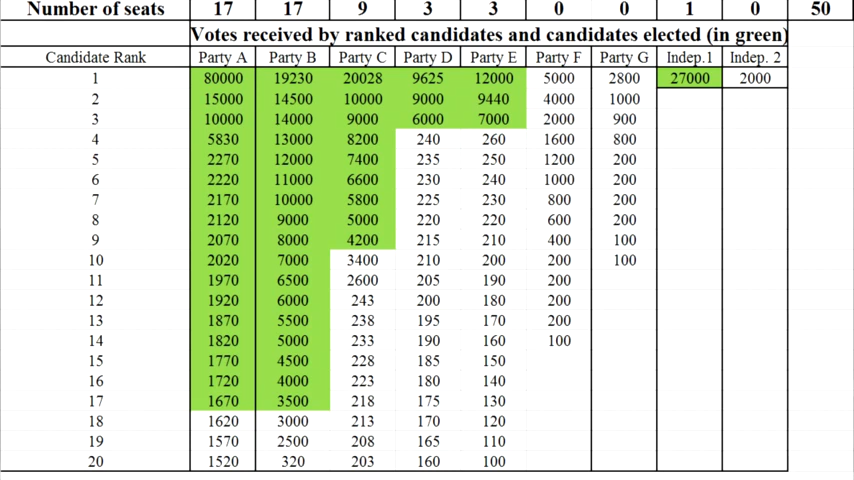 Number of seats 17 17 9 3 3 0 0 1 0 50
Votes received by ranked candidates and candidates elected (in green)
Candidate Rank Party A Party B Party C Party D Party E Party F Party G Indep.1 Indep. 2
1 80000 19230 20028 9625 12000 5000 2800 27000 2000
2 15000 14500 10000 9000 9440 4000 1000
3 10000 14000 9000 6000 7000 2000 900
4 5830 13000 8200 240 260 1600 800
5 2270 12000 7400 235 250 1200 200
6 2220 11000 6600 230 240 1000 200
7 2170 10000 5800 225 230 800 200
8 2120 9000 5000 220 220 600 200
9 2070 8000 4200 215 210 400 100
10 2020 7000 3400 210 200 200 100
11 1970 6500 2600 205 190 200
12 1920 6000 243 200 180 200
13 1870 5500 238 195 170 200
14 1820 5000 233 190 160 100
15 1770 4500 228 185 150
16 1720 4000 223 180 140
17 1670 3500 218 175 130
18 1620 3000 213 170 120
19 1570 2500 208 165 110
20 1520 320 203 160 100